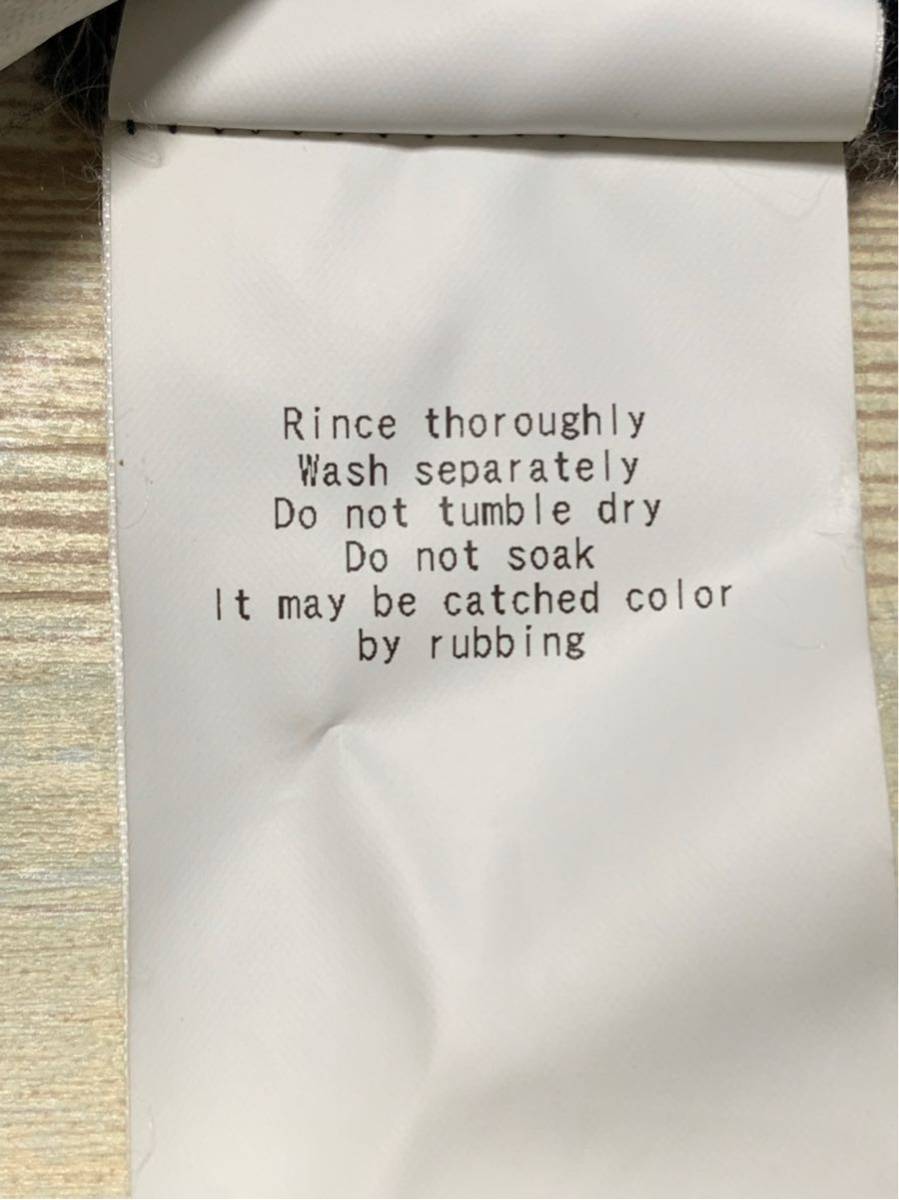 Rince thoroughly
Wash separately
Do not tumble dry
Do not soak
It may be catched color
by rubbing